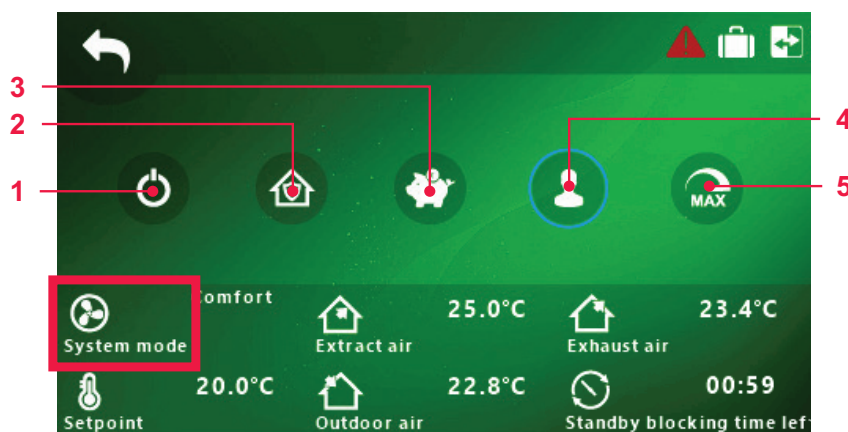 3
2
4
1
5
MAX
Comfort
25.0°C
23.4°C
System mode
Extract air
Exhaust air
20.0°C
22.8°C
00:59
Setpoint
Outdoor air
Standby blocking time lef